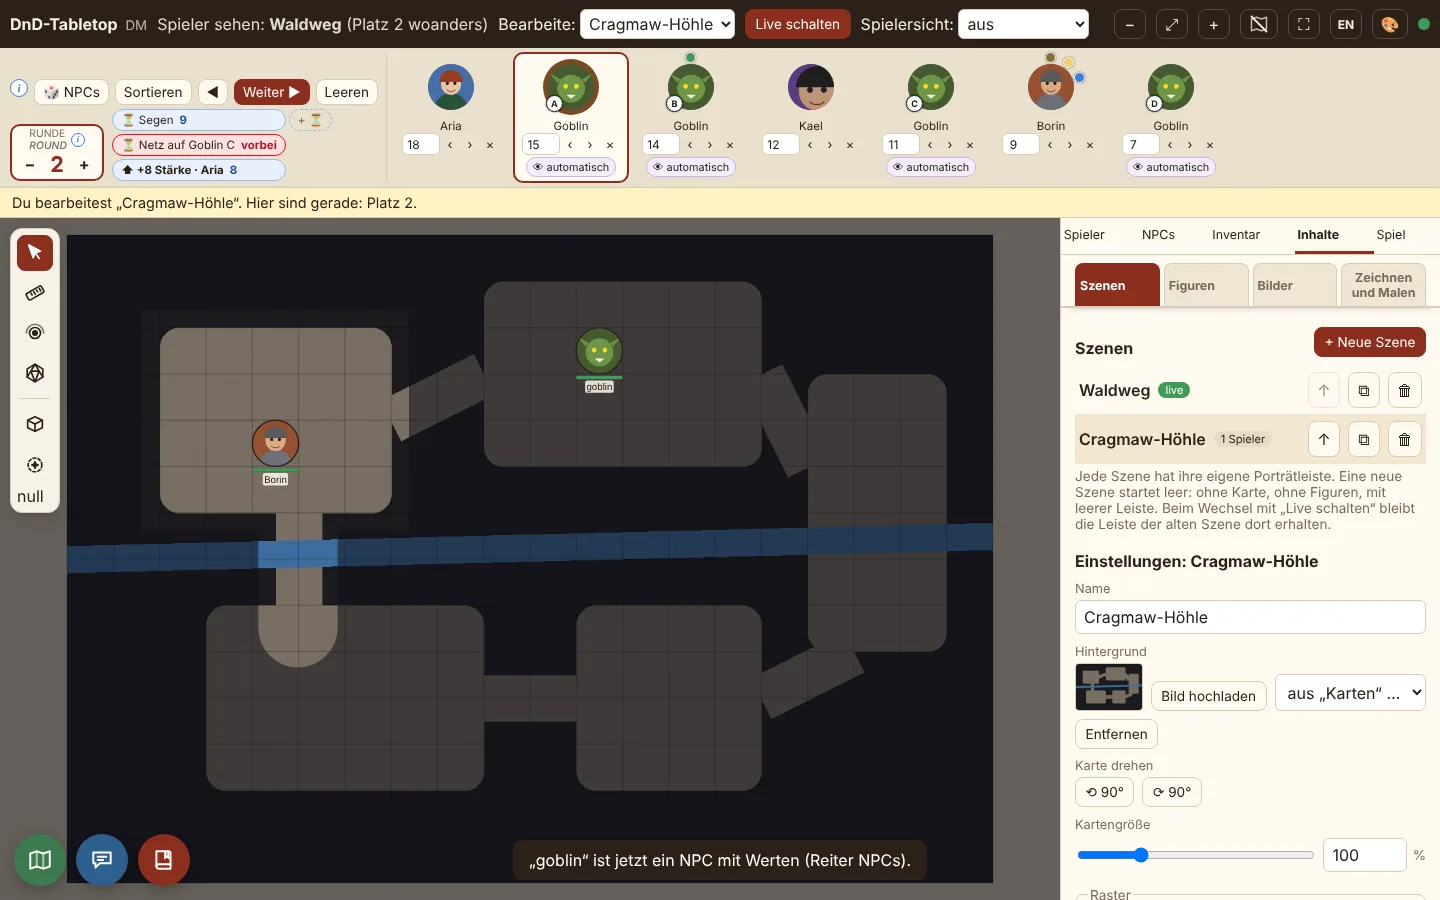 DnD-Tabletop DM Spieler sehen: Waldweg (Platz 2 woanders) Bearbeite: Cragmaw-Höhle Live schalten Spielersicht: aus − + EN
i NPCs Sortieren Weiter Leeren
RUNDE
ROUND i
− 2 +
Segen 9 +
Netz auf Goblin C vorbei
+8 Stärke · Aria 8
A B C D
Aria Goblin Goblin Kael Goblin Borin Goblin
18 ‹ › × 15 ‹ › × 14 ‹ › × 12 ‹ › × 11 ‹ › × 9 ‹ › × 7 ‹ › ×
automatisch automatisch automatisch automatisch
Du bearbeitest „Cragmaw-Höhle“. Hier sind gerade: Platz 2.
null
goblin
Borin
„goblin“ ist jetzt ein NPC mit Werten (Reiter NPCs).
Spieler NPCs Inventar Inhalte Spiel
Szenen Figuren Bilder Zeichnen
und Malen
Szenen + Neue Szene
Waldweg live ↑
Cragmaw-Höhle 1 Spieler ↑
Jede Szene hat ihre eigene Porträtleiste. Eine neue
Szene startet leer: ohne Karte, ohne Figuren, mit
leerer Leiste. Beim Wechsel mit „Live schalten“ bleibt
die Leiste der alten Szene dort erhalten.
Einstellungen: Cragmaw-Höhle
Name
Cragmaw-Höhle
Hintergrund
Bild hochladen aus „Karten“ ...
Entfernen
Karte drehen
⟲ 90° ⟳ 90°
Kartengröße
100 %
Raster